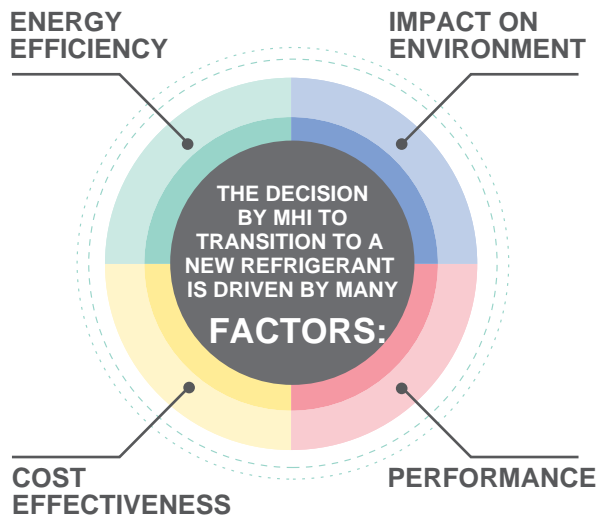 ENERGY
EFFICIENCY
IMPACT ON
ENVIRONMENT
THE DECISION
BY MHI TO
TRANSITION TO A
NEW REFRIGERANT
IS DRIVEN BY MANY
FACTORS:
COST
EFFECTIVENESS
PERFORMANCE